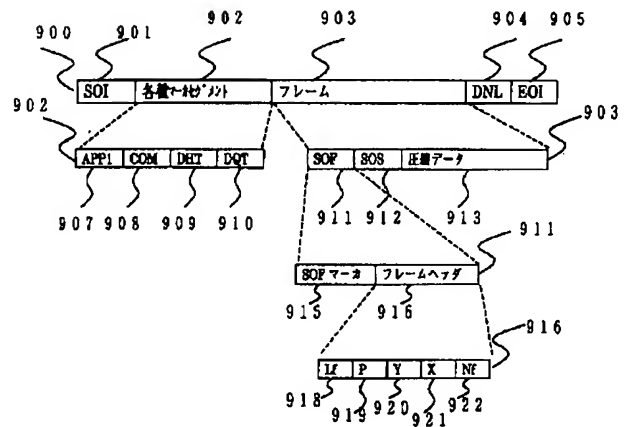 902 903 904 905
900 901
SOI 各種マーカセグメント フレーム DNL EOI
902 903
APP1 COM DHT DQT SOF SOS 圧縮データ
907 908 909 910 911 912 913
911
SOFマーカ フレームヘッダ
915 916
916
Lf P Y X Nf
918 919 920 921 922